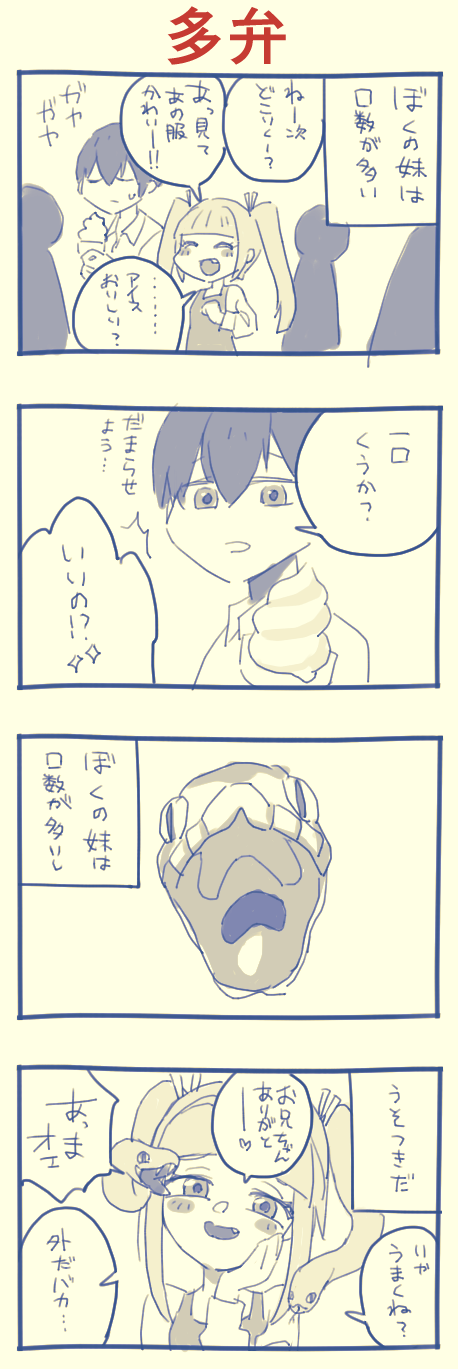 多弁
ぼくの妹は
口数が多い
ねー次
どこいくー?
あっ見て
あの服
かわいー!!
ガヤ
ガヤ
………
アイス
おいしい?
一口
くうか?
だまらせ
よう…
いいの!?
ぼくの妹は
口数が多いし
うそつきだ
お兄ちゃん
ありがと
ー♡
あっま
オエ
いや
うまくね?
外だバカ…